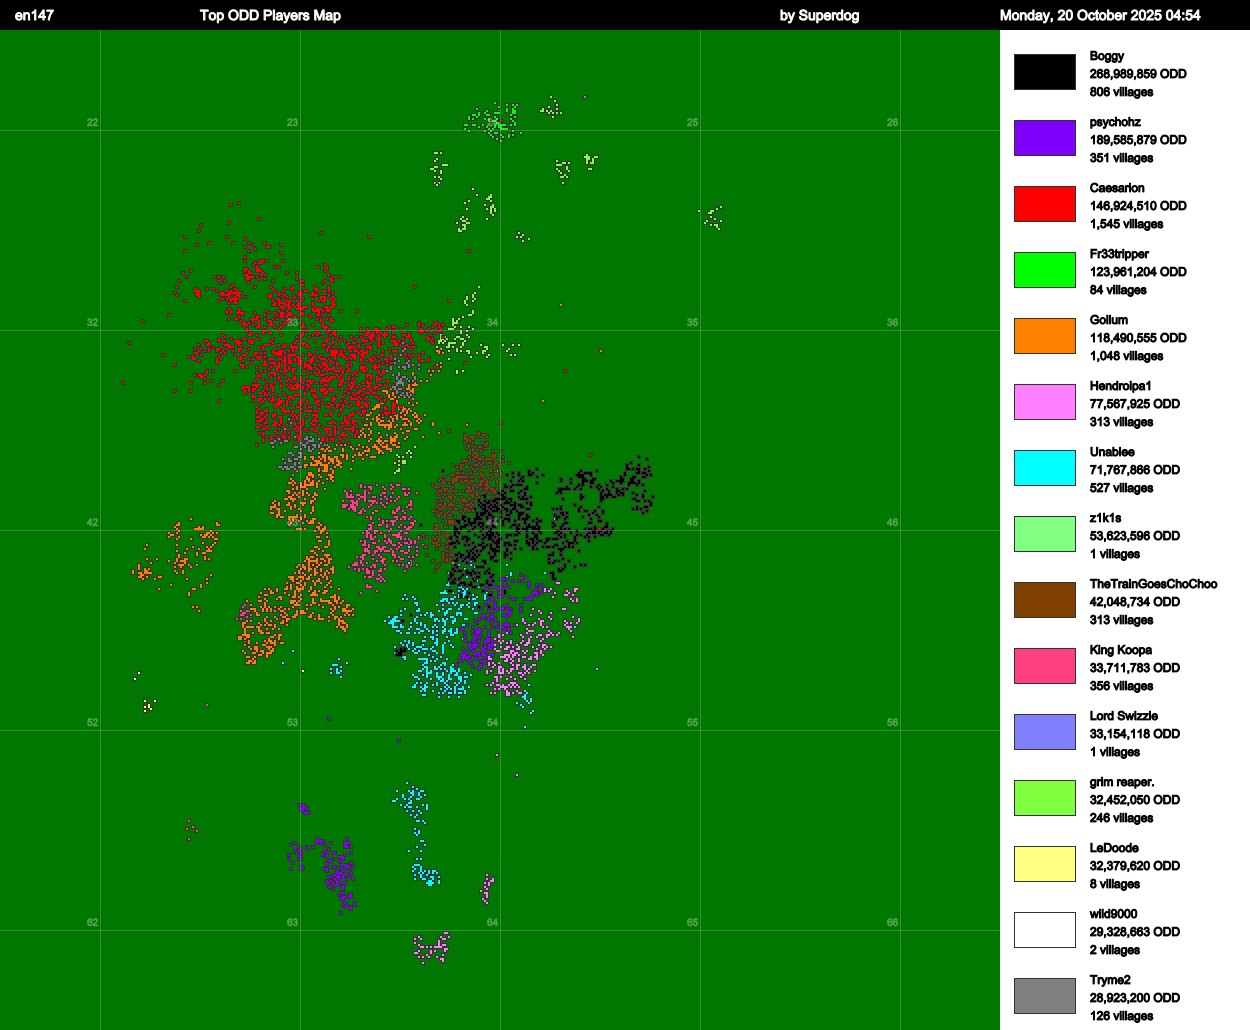 en147 Top ODD Players Map by Superdog Monday, 20 October 2025 04:54
22 23 25 26
32 33 34 35 36
42 44 45 46
52 53 54 55 56
62 63 64 65 66
Boggy
268,989,859 ODD
806 villages
psychohz
189,585,879 ODD
351 villages
Caesarion
146,924,510 ODD
1,545 villages
Fr33tripper
123,961,204 ODD
84 villages
Gollum
118,490,555 ODD
1,048 villages
Hendroipa1
77,567,925 ODD
313 villages
Unablee
71,767,866 ODD
527 villages
z1k1s
53,623,596 ODD
1 villages
TheTrainGoesChoChoo
42,048,734 ODD
313 villages
King Koopa
33,711,783 ODD
356 villages
Lord Swizzle
33,154,118 ODD
1 villages
grim reaper.
32,452,050 ODD
246 villages
LeDoode
32,379,620 ODD
8 villages
wild9000
29,328,663 ODD
2 villages
Tryme2
28,923,200 ODD
126 villages